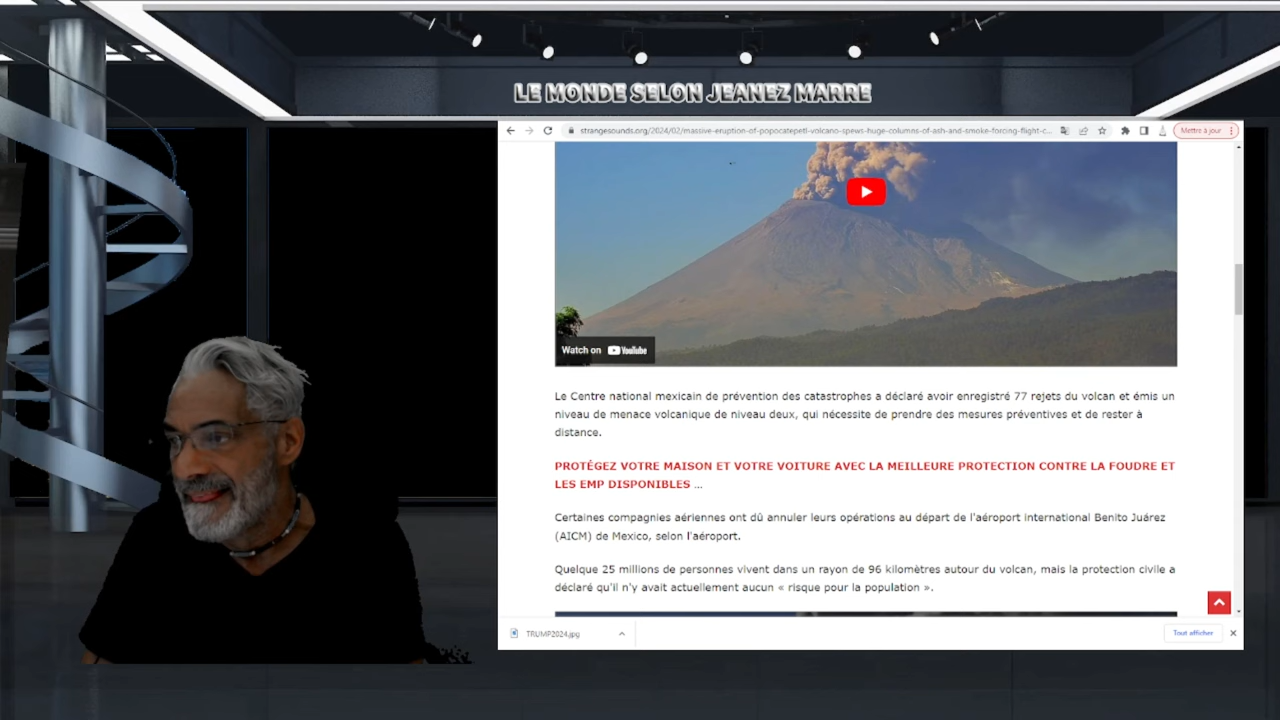 LE MONDE SELON JEANEZ MARRE
strangesounds.org/2024/02/massive-eruption-of-popocatepetl-volcano-spews-huge-columns-of-ash-and-smoke-forcing-flight-c...
Mettre à jour
Watch on YouTube
Le Centre national mexicain de prévention des catastrophes a déclaré avoir enregistré 77 rejets du volcan et émis un
niveau de menace volcanique de niveau deux, qui nécessite de prendre des mesures préventives et de rester à
distance.
PROTÉGEZ VOTRE MAISON ET VOTRE VOITURE AVEC LA MEILLEURE PROTECTION CONTRE LA FOUDRE ET
LES EMP DISPONIBLES ...
Certaines compagnies aériennes ont dû annuler leurs opérations au départ de l'aéroport international Benito Juárez
(AICM) de Mexico, selon l'aéroport.
Quelque 25 millions de personnes vivent dans un rayon de 96 kilomètres autour du volcan, mais la protection civile a
déclaré qu'il n'y avait actuellement aucun « risque pour la population ».
TRUMP2024.jpg
Tout afficher